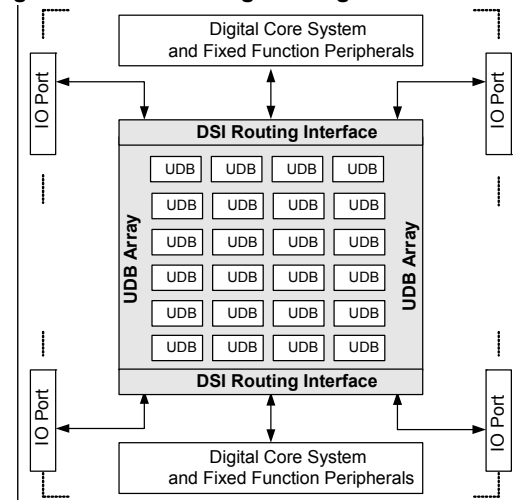 Digital Core System
and Fixed Function Peripherals
IO Port
IO Port
DSI Routing Interface
UDB UDB UDB UDB
UDB UDB UDB UDB
UDB UDB UDB UDB
UDB UDB UDB UDB
UDB UDB UDB UDB
UDB UDB UDB UDB
UDB Array
UDB Array
DSI Routing Interface
IO Port
IO Port
Digital Core System
and Fixed Function Peripherals